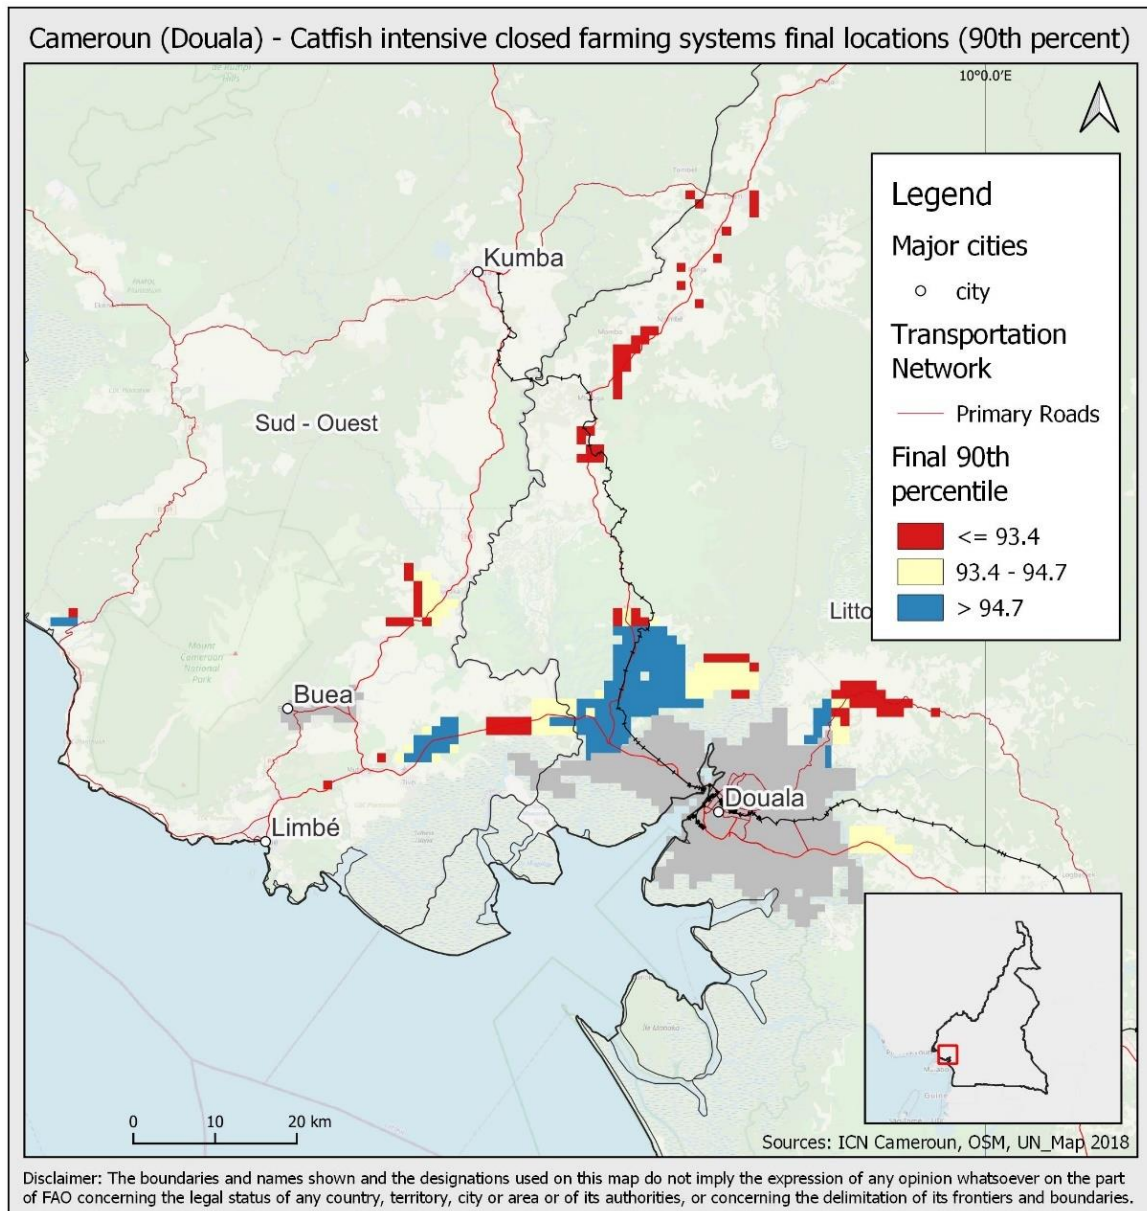 Cameroun (Douala) - Catfish intensive closed farming systems final locations (90th percent)
10°0.0'E
Legend
Major cities
city
Transportation
Network
Primary Roads
Final 90th
percentile
<= 93.4
93.4 - 94.7
> 94.7
Kumba
Sud - Ouest
Litto
Buea
Limbé
Douala
0 10 20 km
Sources: ICN Cameroun, OSM, UN_Map 2018
Disclaimer: The boundaries and names shown and the designations used on this map do not imply the expression of any opinion whatsoever on the part
of FAO concerning the legal status of any country, territory, city or area or of its authorities, or concerning the delimitation of its frontiers and boundaries.